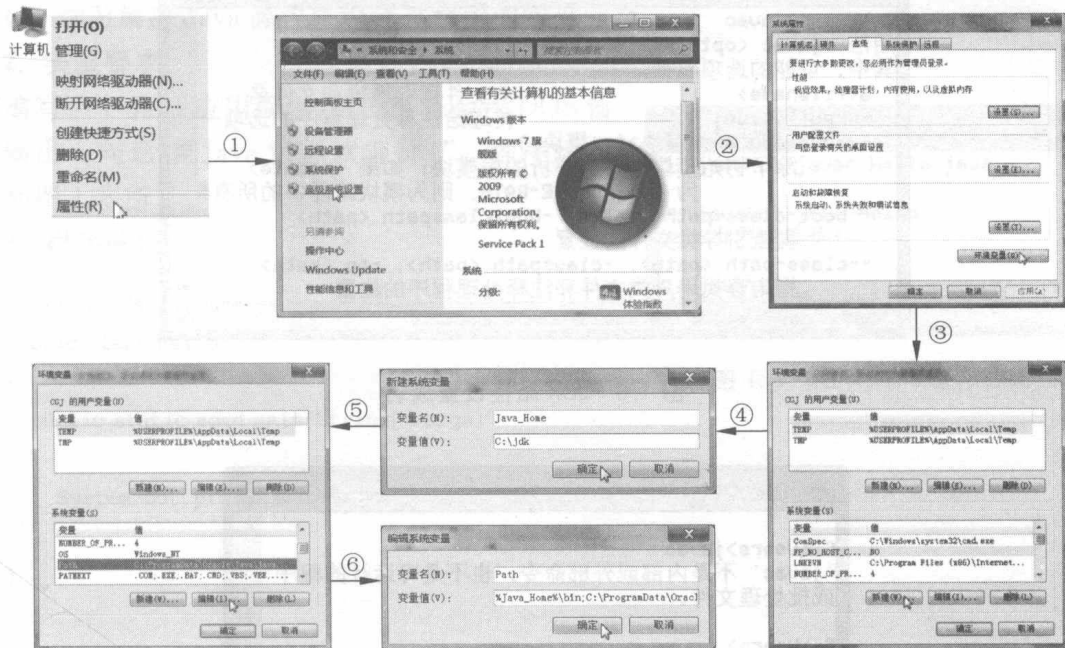 打开(O)
计算机
管理(G)
映射网络驱动器(N)...
断开网络驱动器(C)...
创建快捷方式(S)
删除(D)
重命名(M)
属性(R)
①
系统和安全 ▸ 系统
文件(F) 编辑(E) 查看(V) 工具(T) 帮助(H)
控制面板主页
设备管理器
远程设置
系统保护
高级系统设置
另请参阅
操作中心
Windows Update
性能信息和工具
查看有关计算机的基本信息
Windows 版本
Windows 7 旗
舰版
版权所有 ©
2009
Microsoft
Corporation。
保留所有权利。
Service Pack 1
系统
分级:
Windows
体验指数
②
系统属性
计算机名 硬件 高级 系统保护 远程
要进行大多数更改，您必须作为管理员登录。
性能
视觉效果，处理器计划，内存使用，以及虚拟内存
设置(S)...
用户配置文件
与您登录有关的桌面设置
设置(E)...
启动和故障恢复
系统启动、系统失败和调试信息
设置(T)...
环境变量(N)...
确定 取消 应用(A)
③
环境变量
CGJ 的用户变量(U)
变量 值
TEMP %USERPROFILE%\AppData\Local\Temp
TMP %USERPROFILE%\AppData\Local\Temp
新建(N)... 编辑(E)... 删除(D)
系统变量(S)
变量 值
ComSpec C:\Windows\system32\cmd.exe
FP_NO_HOST_C... NO
LNKEVN C:\Program Files (x86)\Internet...
NUMBER_OF_PR... 4
新建(W)... 编辑(I)... 删除(L)
确定 取消
④
新建系统变量
变量名(N): Java_Home
变量值(V): C:\jdk
确定 取消
⑤
环境变量
CGJ 的用户变量(U)
变量 值
TEMP %USERPROFILE%\AppData\Local\Temp
TMP %USERPROFILE%\AppData\Local\Temp
新建(N)... 编辑(E)... 删除(D)
系统变量(S)
变量 值
NUMBER_OF_PR... 4
OS Windows_NT
Path C:\ProgramData\Oracle\Java\java...
PATHEXT .COM;.EXE;.BAT;.CMD;.VBS;.VBE;....
新建(W)... 编辑(I)... 删除(L)
确定 取消
⑥
编辑系统变量
变量名(N): Path
变量值(V): %Java_Home%\bin;C:\ProgramData\Oracl
确定 取消